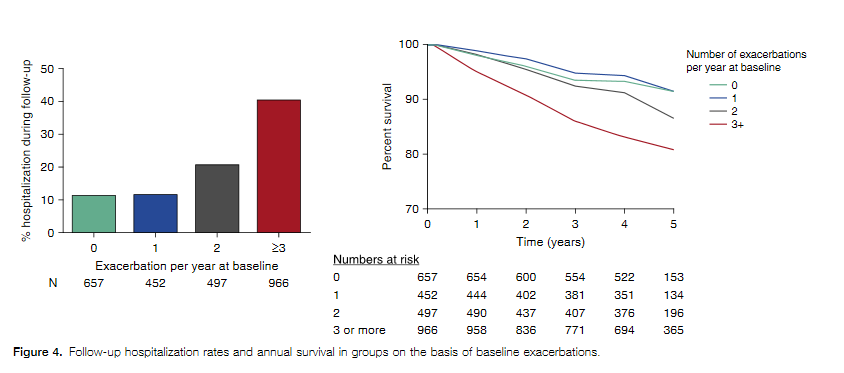 % hospitalization during follow-up
50
40
30
20
10
0
0 1 2 ≥3
Exacerbation per year at baseline
N 657 452 497 966
Percent survival
100
90
80
70
0 1 2 3 4 5
Time (years)
Number of exacerbations
per year at baseline
0
1
2
3+
Numbers at risk
0 657 654 600 554 522 153
1 452 444 402 381 351 134
2 497 490 437 407 376 196
3 or more 966 958 836 771 694 365
Figure 4. Follow-up hospitalization rates and annual survival in groups on the basis of baseline exacerbations.